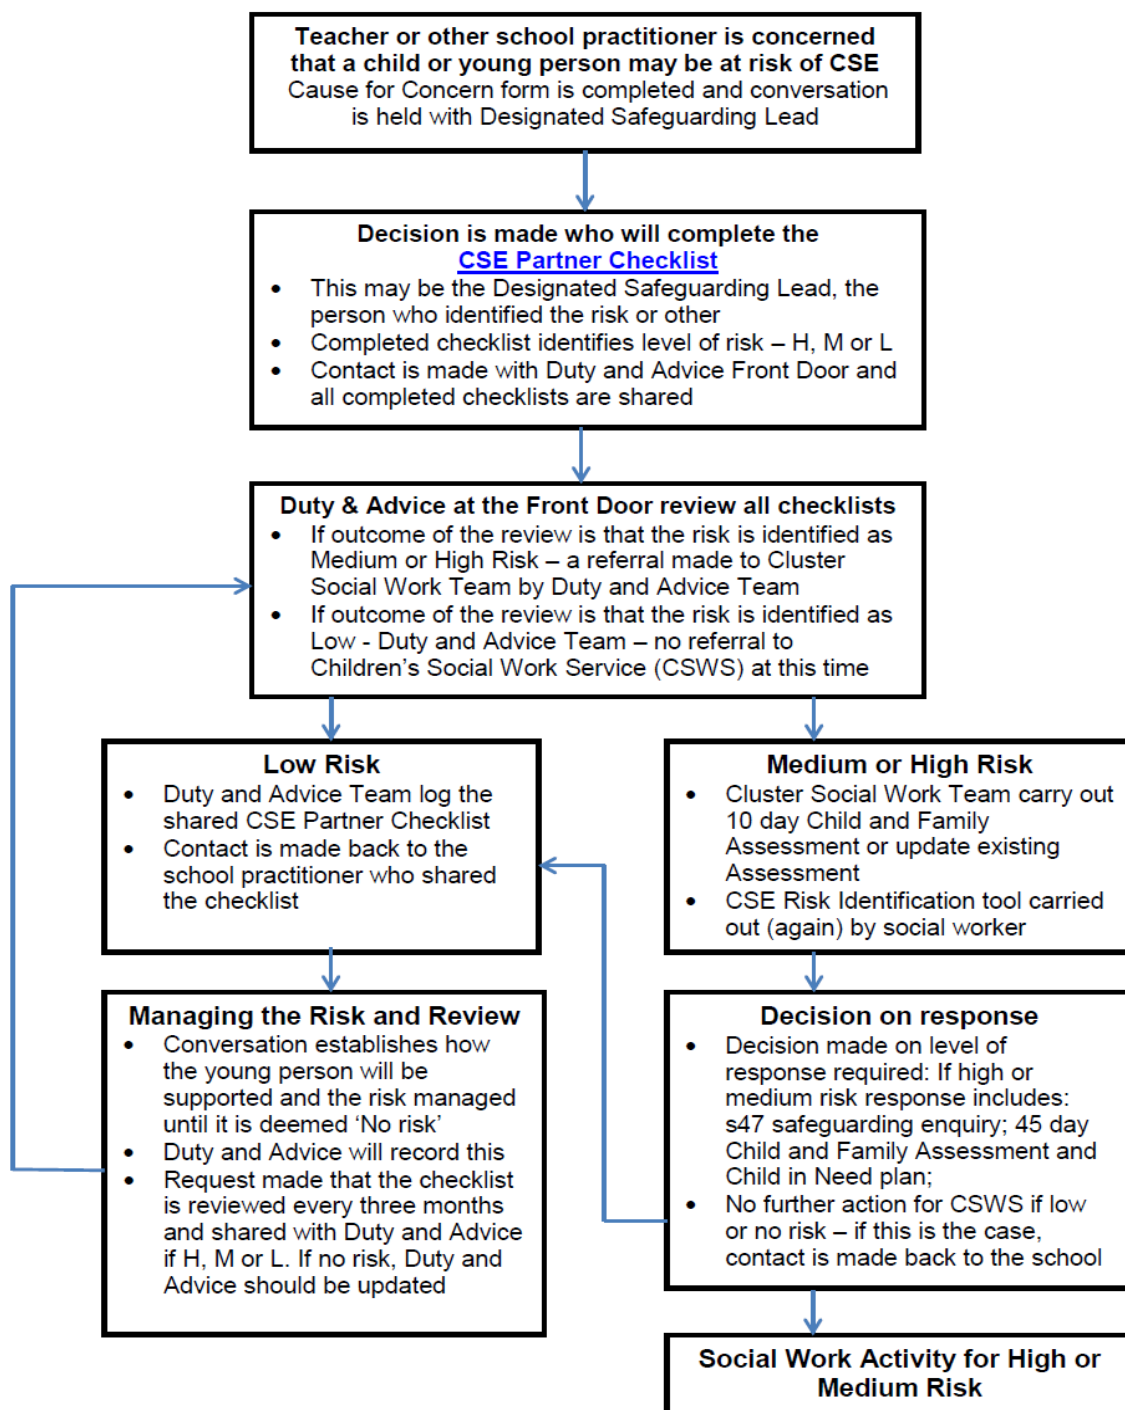 Teacher or other school practitioner is concerned
that a child or young person may be at risk of CSE
Cause for Concern form is completed and conversation
is held with Designated Safeguarding Lead
Decision is made who will complete the
CSE Partner Checklist
• This may be the Designated Safeguarding Lead, the
person who identified the risk or other
• Completed checklist identifies level of risk – H, M or L
• Contact is made with Duty and Advice Front Door and
all completed checklists are shared
Duty & Advice at the Front Door review all checklists
• If outcome of the review is that the risk is identified as
Medium or High Risk – a referral made to Cluster
Social Work Team by Duty and Advice Team
• If outcome of the review is that the risk is identified as
Low - Duty and Advice Team – no referral to
Children’s Social Work Service (CSWS) at this time
Low Risk
• Duty and Advice Team log the
shared CSE Partner Checklist
• Contact is made back to the
school practitioner who shared
the checklist
Medium or High Risk
• Cluster Social Work Team carry out
10 day Child and Family
Assessment or update existing
Assessment
• CSE Risk Identification tool carried
out (again) by social worker
Managing the Risk and Review
• Conversation establishes how
the young person will be
supported and the risk managed
until it is deemed ‘No risk’
• Duty and Advice will record this
• Request made that the checklist
is reviewed every three months
and shared with Duty and Advice
if H, M or L. If no risk, Duty and
Advice should be updated
Decision on response
• Decision made on level of
response required: If high or
medium risk response includes:
s47 safeguarding enquiry; 45 day
Child and Family Assessment and
Child in Need plan;
• No further action for CSWS if low
or no risk – if this is the case,
contact is made back to the school
Social Work Activity for High or
Medium Risk